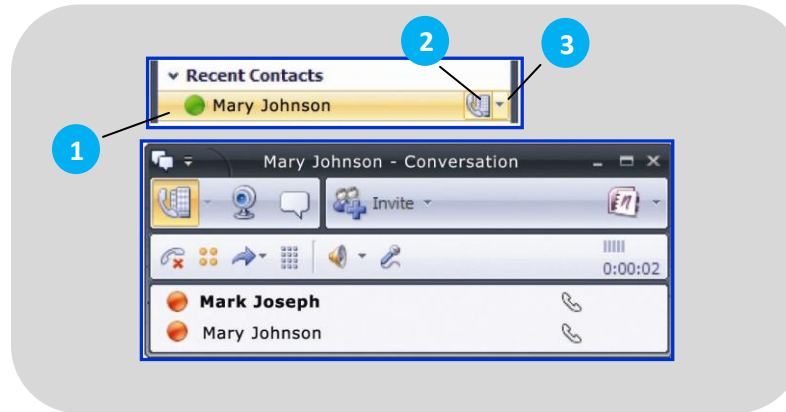 2
3
Recent Contacts
Mary Johnson
1
Mary Johnson - Conversation
Invite
0:00:02
Mark Joseph
Mary Johnson